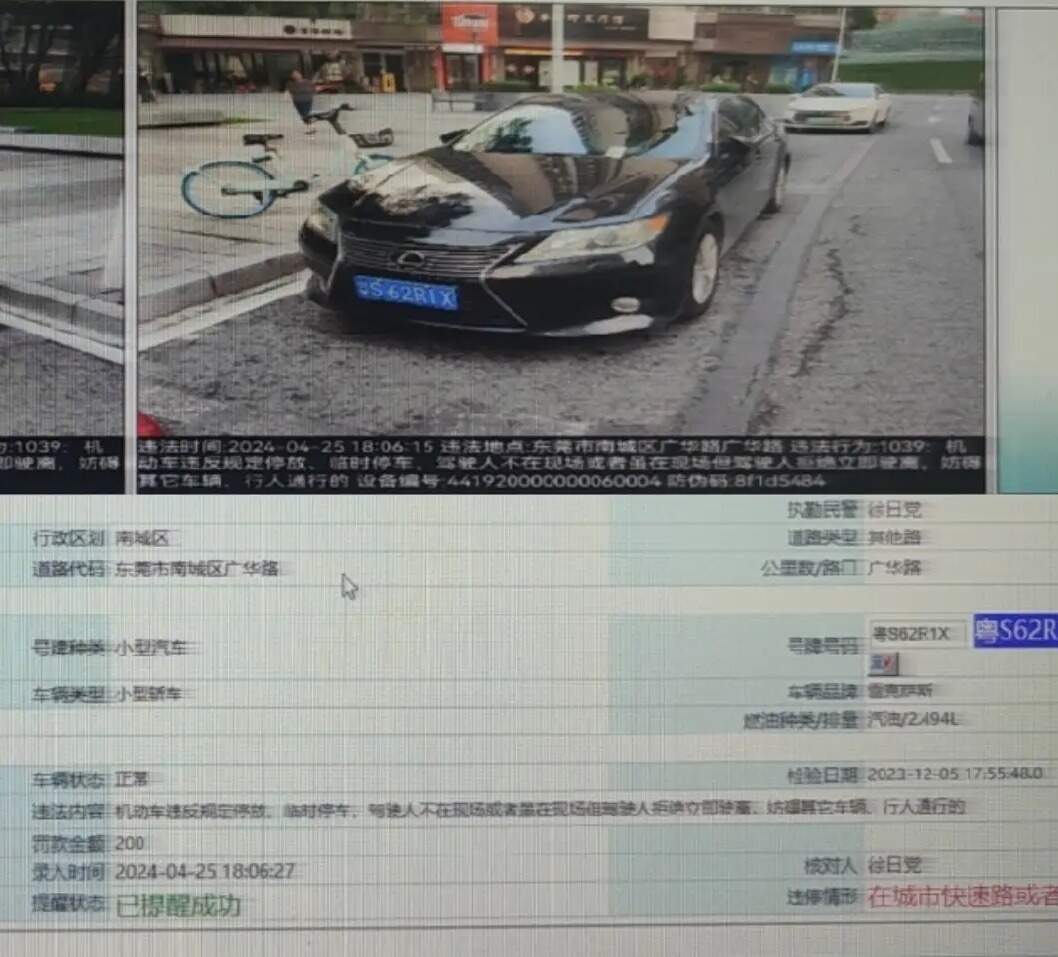 粤S 62R1X
为:1039: 机
即驶离, 妨碍
违法时间:2024-04-25 18:06:15 违法地点:东莞市南城区广华路广华路 违法行为:1039: 机
动车违反规定停放、临时停车, 驾驶人不在现场或者虽在现场但驾驶人拒绝立即驶离, 妨碍
其它车辆、行人通行的 设备编号:441920000000060004 防伪码:8f1d5484
执勤民警 徐日党
行政区划 南城区
道路类型 其他路
道路代码 东莞市南城区广华路
公里数/路口 广华路
号牌种类 小型汽车
号牌号码 粤S62R1X 粤S62R
车辆类型 小型轿车
车辆品牌 雷克萨斯
燃油种类/排量 汽油/2.494L
车辆状态 正常
检验日期 2023-12-05 17:55:48.0
违法内容 机动车违反规定停放、临时停车, 驾驶人不在现场或者虽在现场但驾驶人拒绝立即驶离, 妨碍其它车辆、行人通行的
罚款金额 200
录入时间 2024-04-25 18:06:27
核对人 徐日党
提醒状态 已提醒成功
违停情形 在城市快速路或者